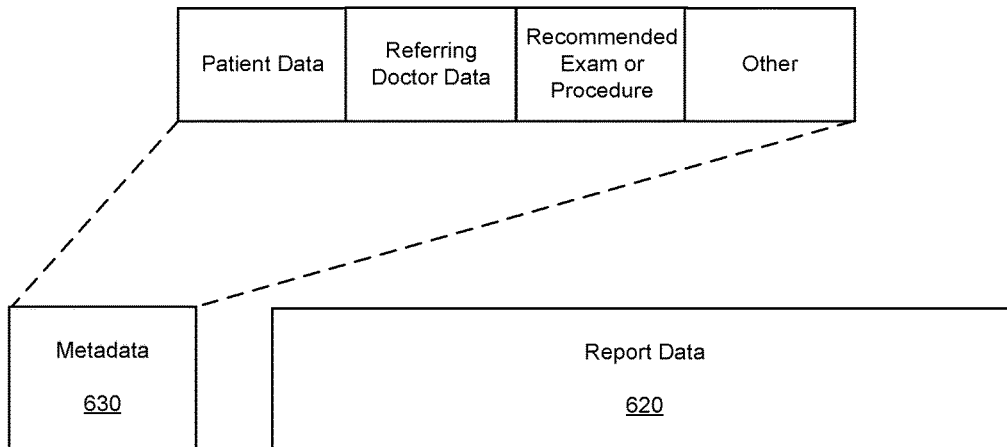 Patient Data
Referring
Doctor Data
Recommended
Exam or
Procedure
Other
Metadata
630
Report Data
620